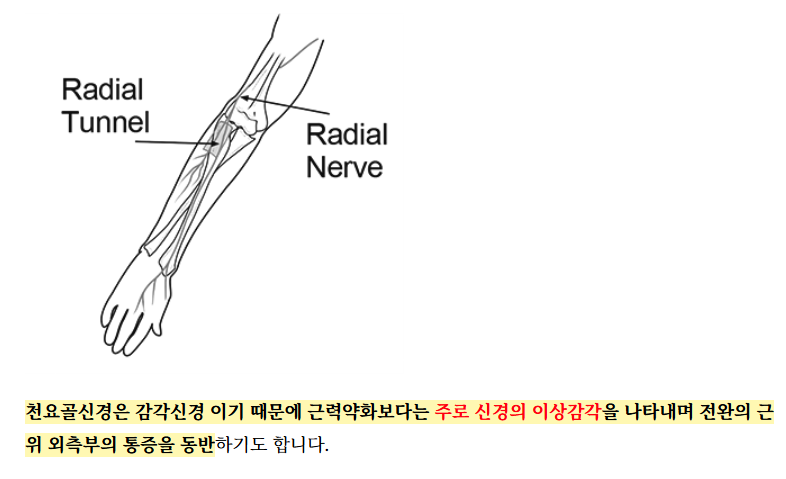 Radial
Tunnel
Radial
Nerve
천요골신경은 감각신경 이기 때문에 근력약화보다는 주로 신경의 이상감각을 나타내며 전완의 근
위 외측부의 통증을 동반하기도 합니다.